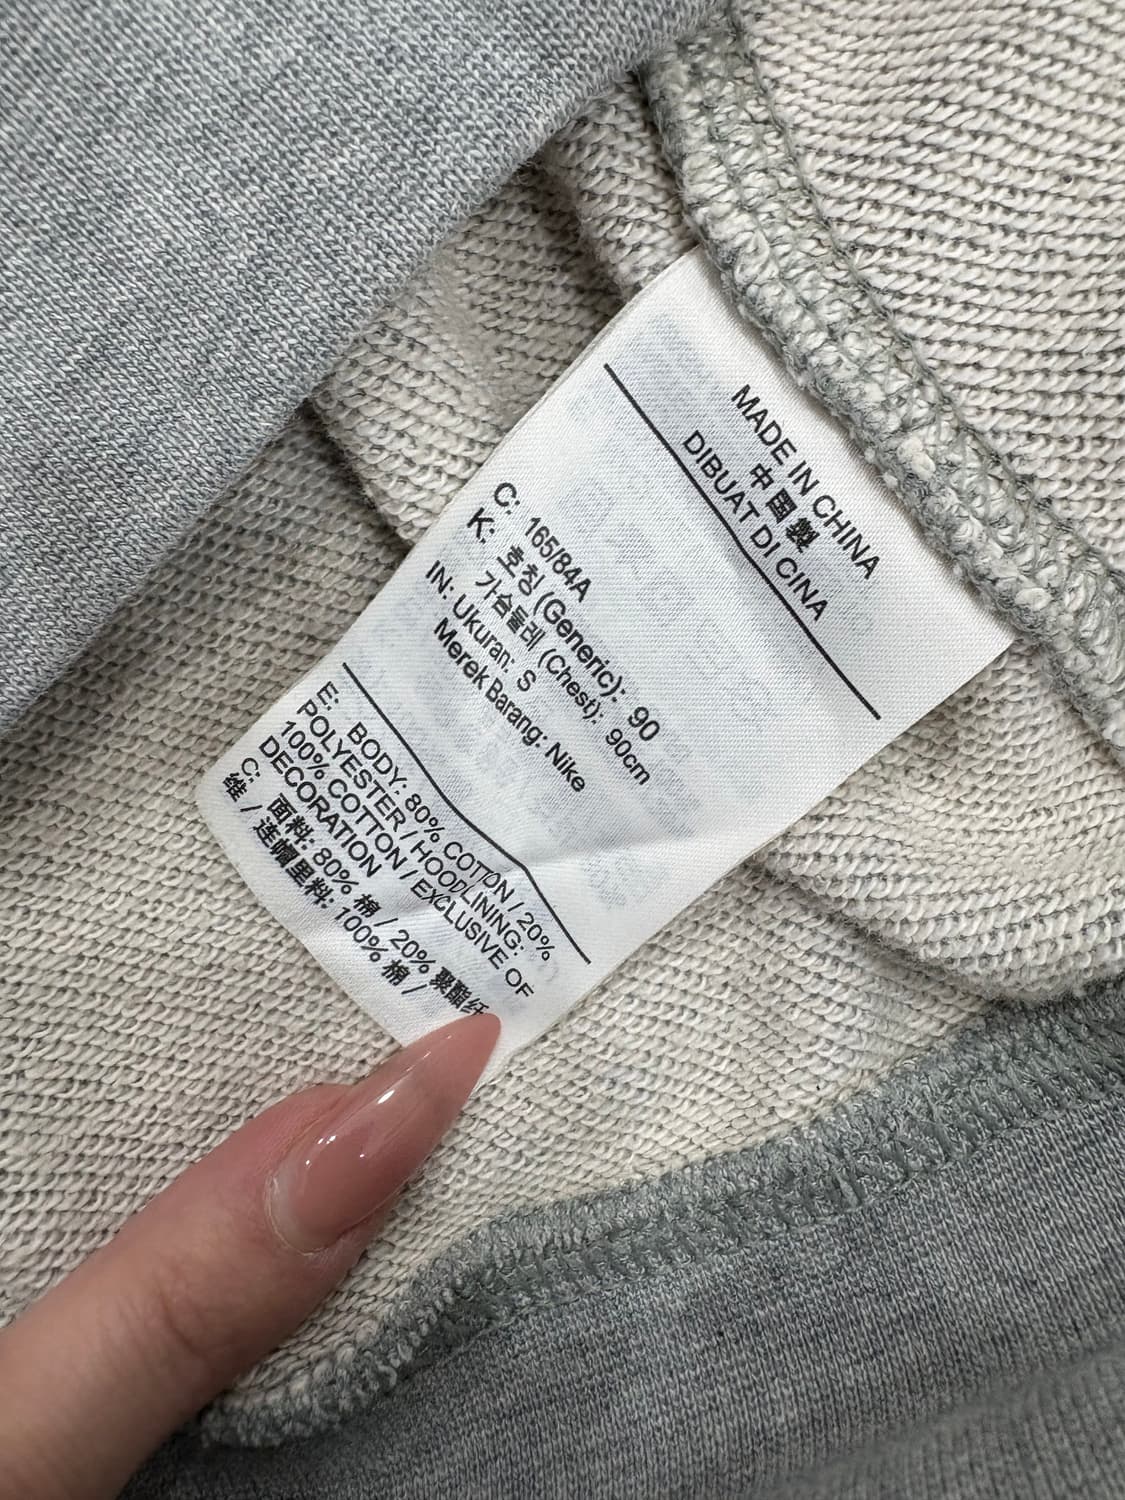 MADE IN CHINA
中国製
DIBUAT DI CINA
C: 165/84A
K: 호칭 (Generic): 90
가슴둘레 (Chest): 90cm
IN: Ukuran: S
Merek Barang: Nike
E: BODY: 80% COTTON / 20%
POLYESTER / HOODLINING:
100% COTTON / EXCLUSIVE OF
DECORATION
C: 面料: 80% 棉 / 20% 聚酯纤
维 / 连帽里料: 100% 棉 /